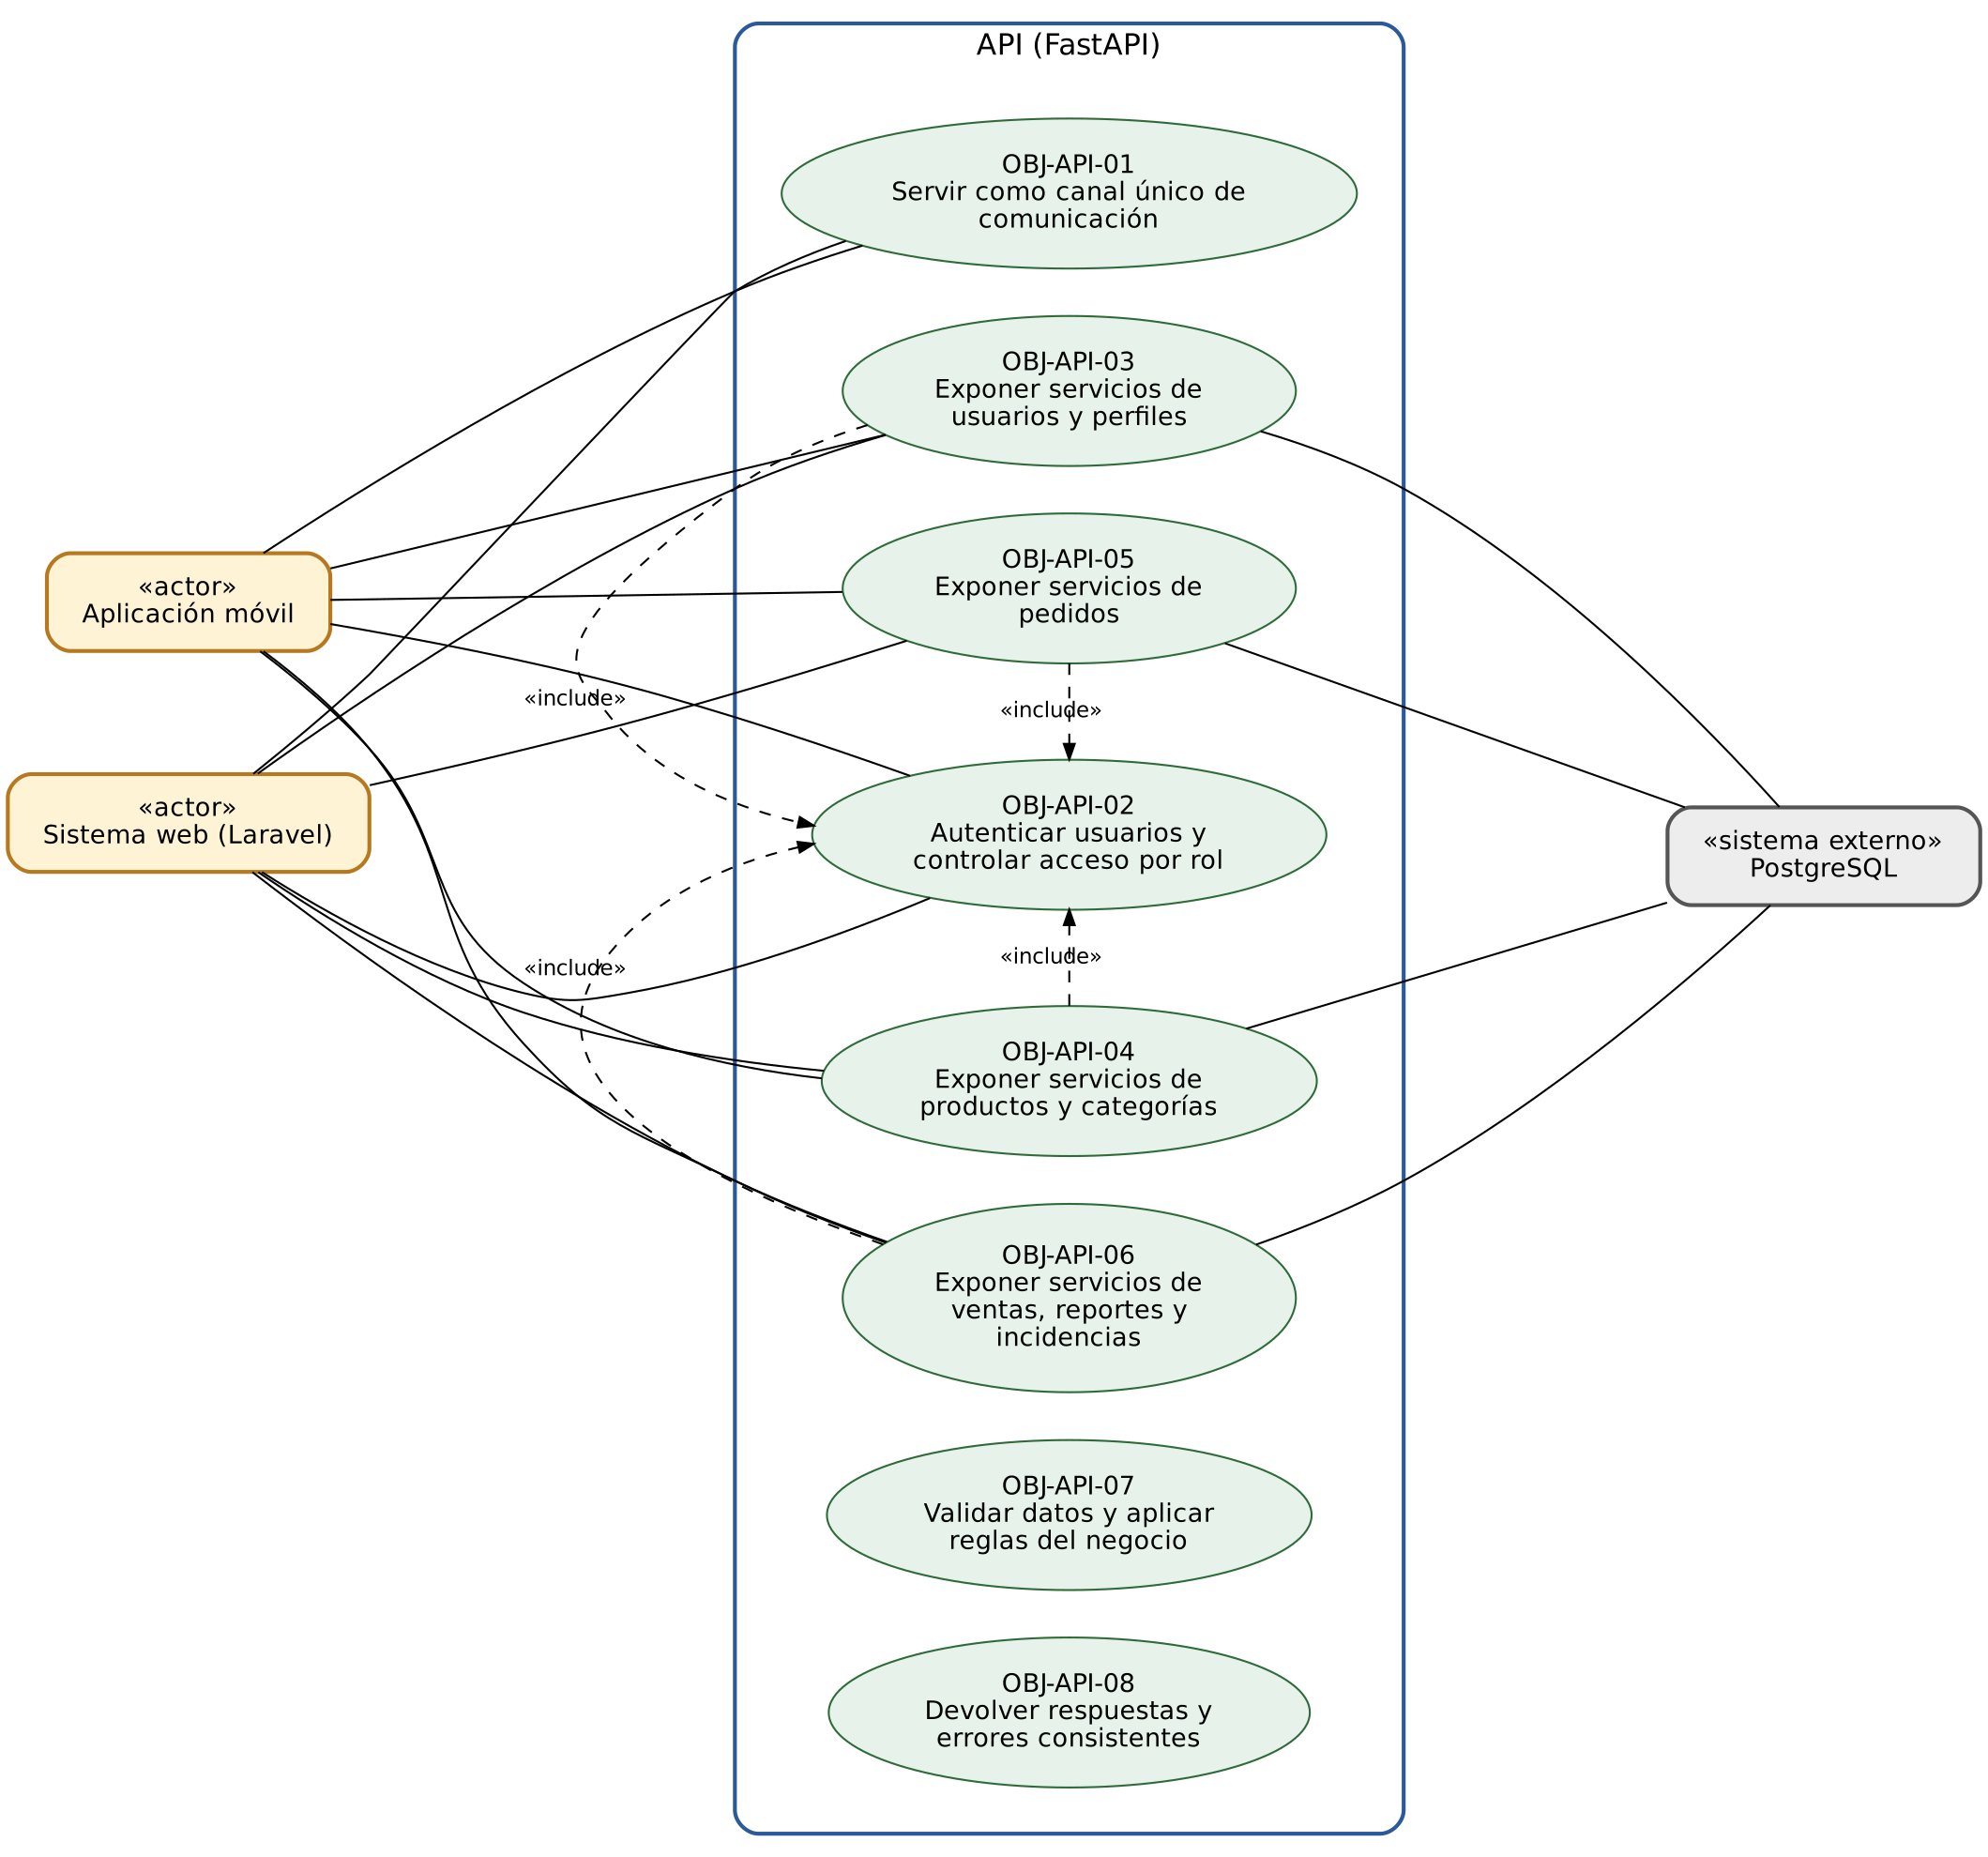 API (FastAPI)
OBJ-API-01
Servir como canal único de
comunicación
OBJ-API-03
Exponer servicios de
usuarios y perfiles
OBJ-API-05
Exponer servicios de
pedidos
«actor»
Aplicación móvil
«include»
«include»
«actor»
Sistema web (Laravel)
OBJ-API-02
Autenticar usuarios y
controlar acceso por rol
«sistema externo»
PostgreSQL
«include»
«include»
OBJ-API-04
Exponer servicios de
productos y categorías
OBJ-API-06
Exponer servicios de
ventas, reportes y
incidencias
OBJ-API-07
Validar datos y aplicar
reglas del negocio
OBJ-API-08
Devolver respuestas y
errores consistentes